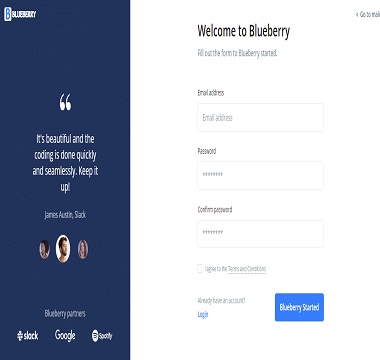 BLUEBERRY
“
It's beautiful and the
coding is done quickly
and seamlessly. Keep it
up!
James Austin, Slack
Blueberry partners
slack
Google
Spotify
< Go to mai
Welcome to Blueberry
Fill out the form to Blueberry started.
Email address
Email address
Password
********
Confirm password
********
I agree to the Terms and Conditions
Already have an account?
Login
Blueberry Started